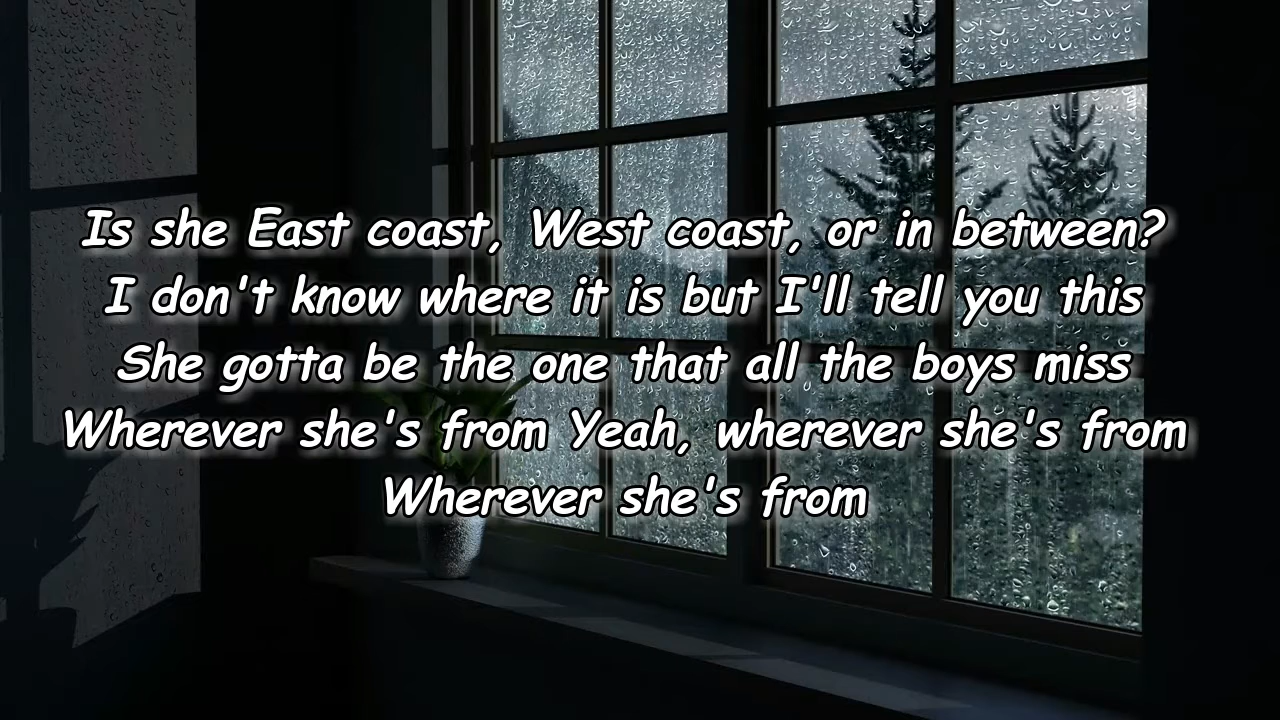 Is she East coast, West coast, or in between?
I don't know where it is but I'll tell you this
She gotta be the one that all the boys miss
Wherever she's from Yeah, wherever she's from
Wherever she's from